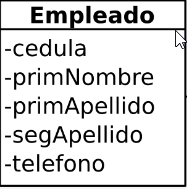 Empleado
-cedula
-primNombre
-primApellido
-segApellido
-telefono